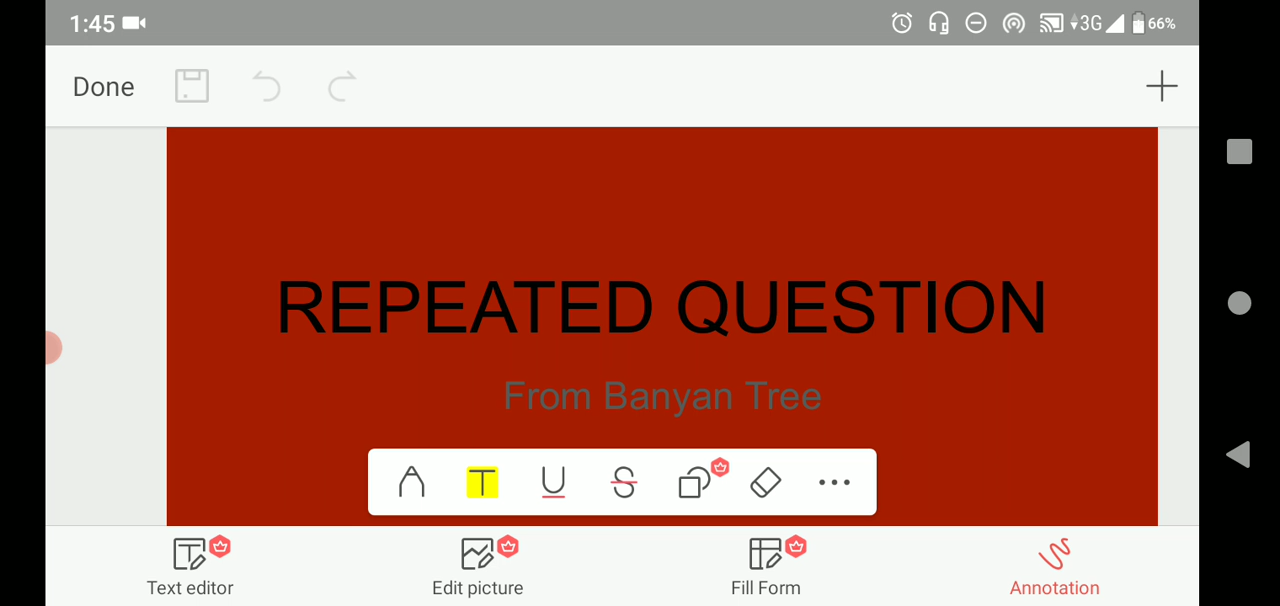 1:45 3G 66%
Done
REPEATED QUESTION
From Banyan Tree
T U S
Text editor Edit picture Fill Form Annotation